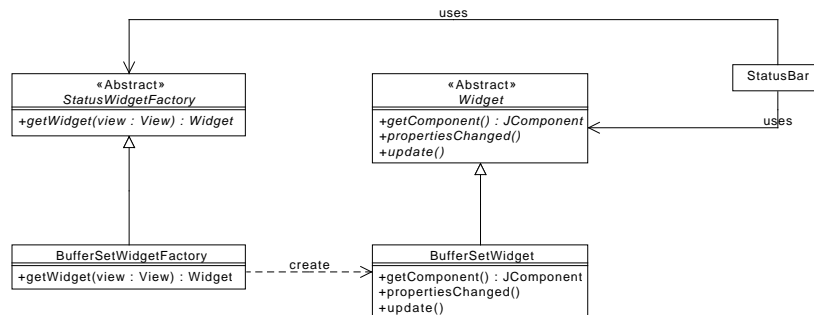 uses
«Abstract»
StatusWidgetFactory
+getWidget(view : View) : Widget
«Abstract»
Widget
+getComponent() : JComponent
+propertiesChanged()
+update()
StatusBar
uses
BufferSetWidgetFactory
+getWidget(view : View) : Widget
create
BufferSetWidget
+getComponent() : JComponent
+propertiesChanged()
+update()